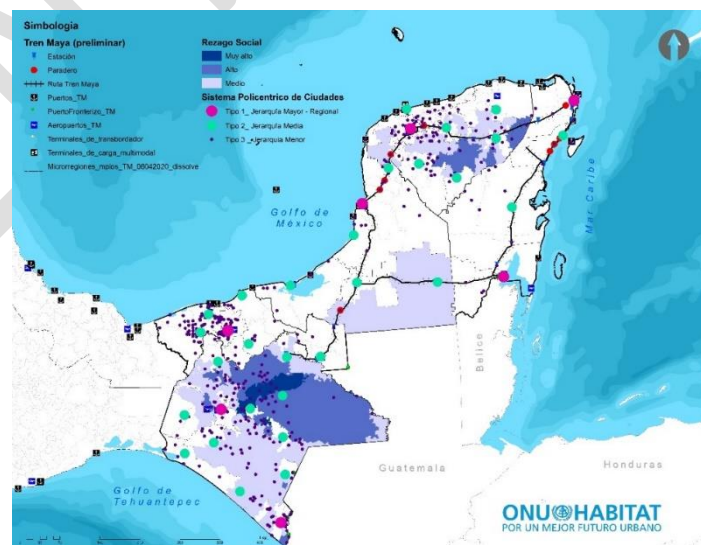 Simbología
Tren Maya (preliminar)
Estación
Paradero
Ruta Tren Maya
Puertos_TM
PuertoFronterizo_TM
Aeropuertos_TM
Terminales_de_transbordador
Terminales_de_carga_multimodal
Microrregiones_mpios_TM_06042020_dissolve
Rezago Social
Muy alto
Alto
Medio
Sistema Policentrico de Ciudades
Tipo 1_ Jerarquía Mayor - Regional
Tipo 2_ Jerarquía Media
Tipo 3_ Jerarquía Menor
Golfo de
México
Mar Caribe
Belice
Guatemala
Honduras
Golfo de
Tehuantepec
ONU HABITAT
POR UN MEJOR FUTURO URBANO